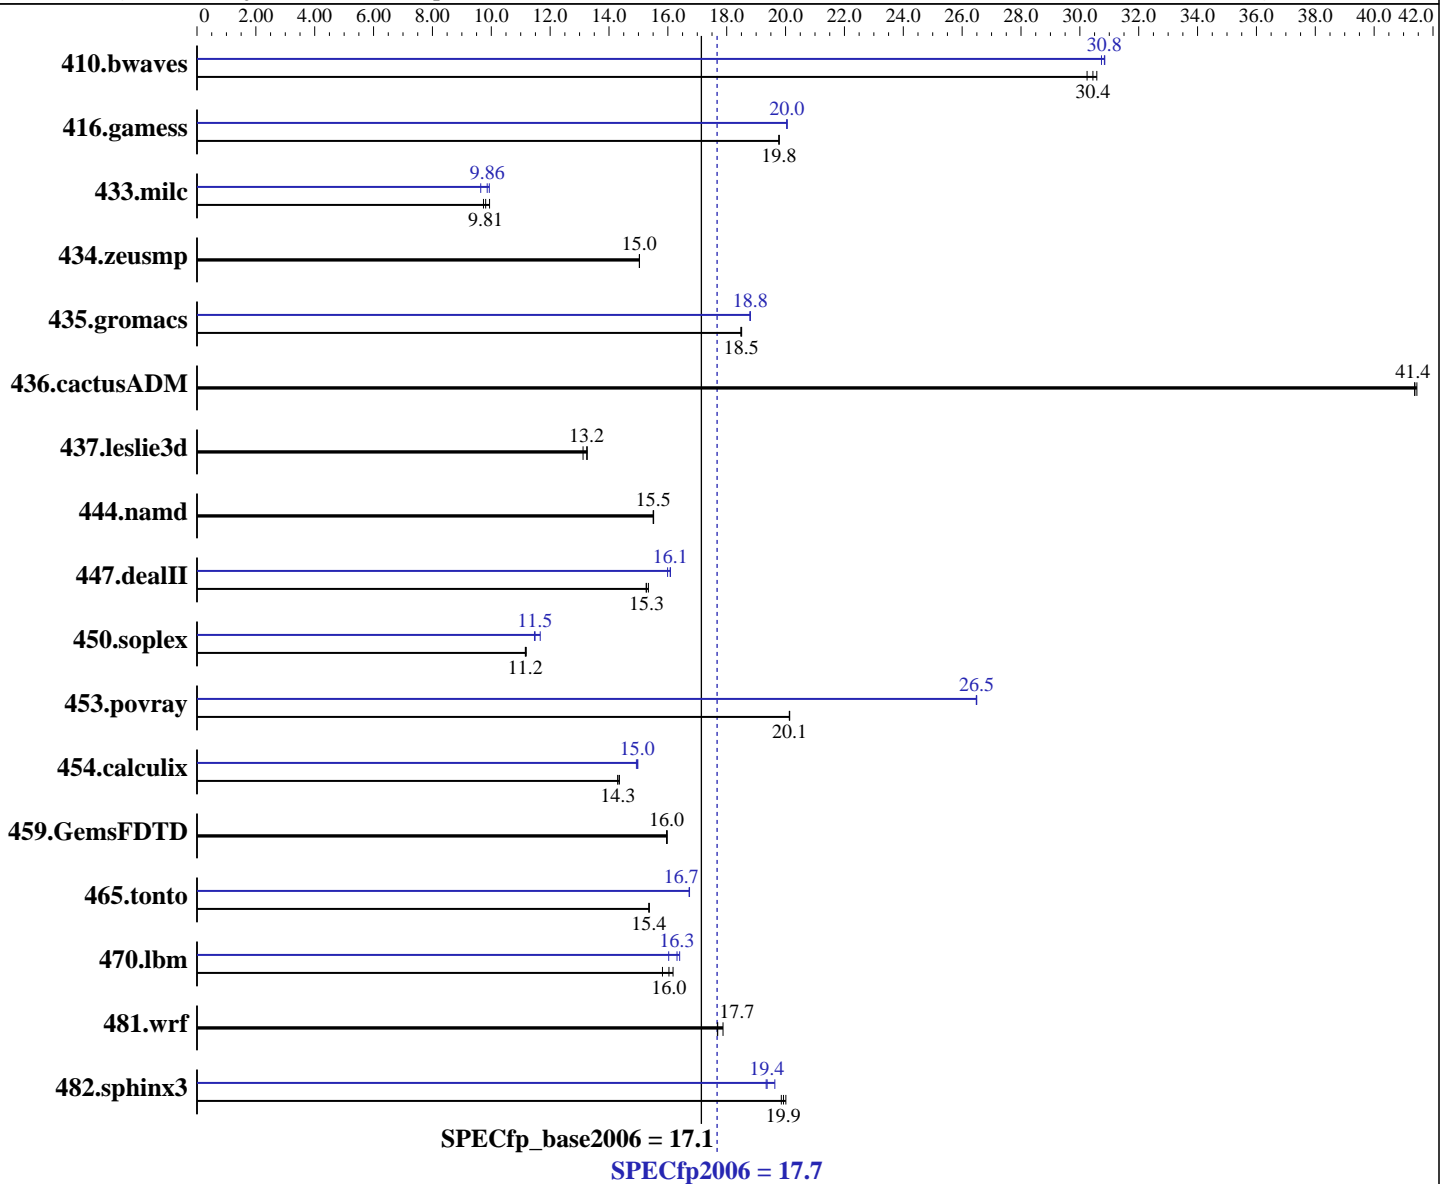 0 2.00 4.00 6.00 8.00 10.0 12.0 14.0 16.0 18.0 20.0 22.0 24.0 26.0 28.0 30.0 32.0 34.0 36.0 38.0 40.0 42.0
30.8
410.bwaves
30.4
20.0
416.gamess
19.8
9.86
433.milc
9.81
15.0
434.zeusmp
18.8
435.gromacs
18.5
41.4
436.cactusADM
13.2
437.leslie3d
15.5
444.namd
16.1
447.dealII
15.3
11.5
450.soplex
11.2
26.5
453.povray
20.1
15.0
454.calculix
14.3
16.0
459.GemsFDTD
16.7
465.tonto
15.4
16.3
470.lbm
16.0
17.7
481.wrf
19.4
482.sphinx3
19.9
SPECfp_base2006 = 17.1
SPECfp2006 = 17.7